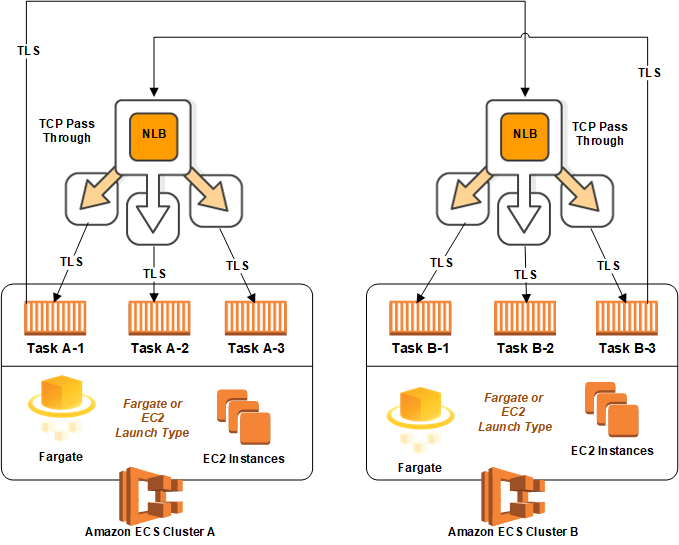 TLS
TLS
TCP Pass
Through
NLB
NLB
TCP Pass
Through
TLS
TLS
TLS
TLS
TLS
TLS
Task A-1
Task A-2
Task A-3
Task B-1
Task B-2
Task B-3
Fargate or
EC2
Launch Type
Fargate
EC2 Instances
Fargate or
EC2
Launch Type
Fargate
EC2 Instances
Amazon ECS Cluster A
Amazon ECS Cluster B